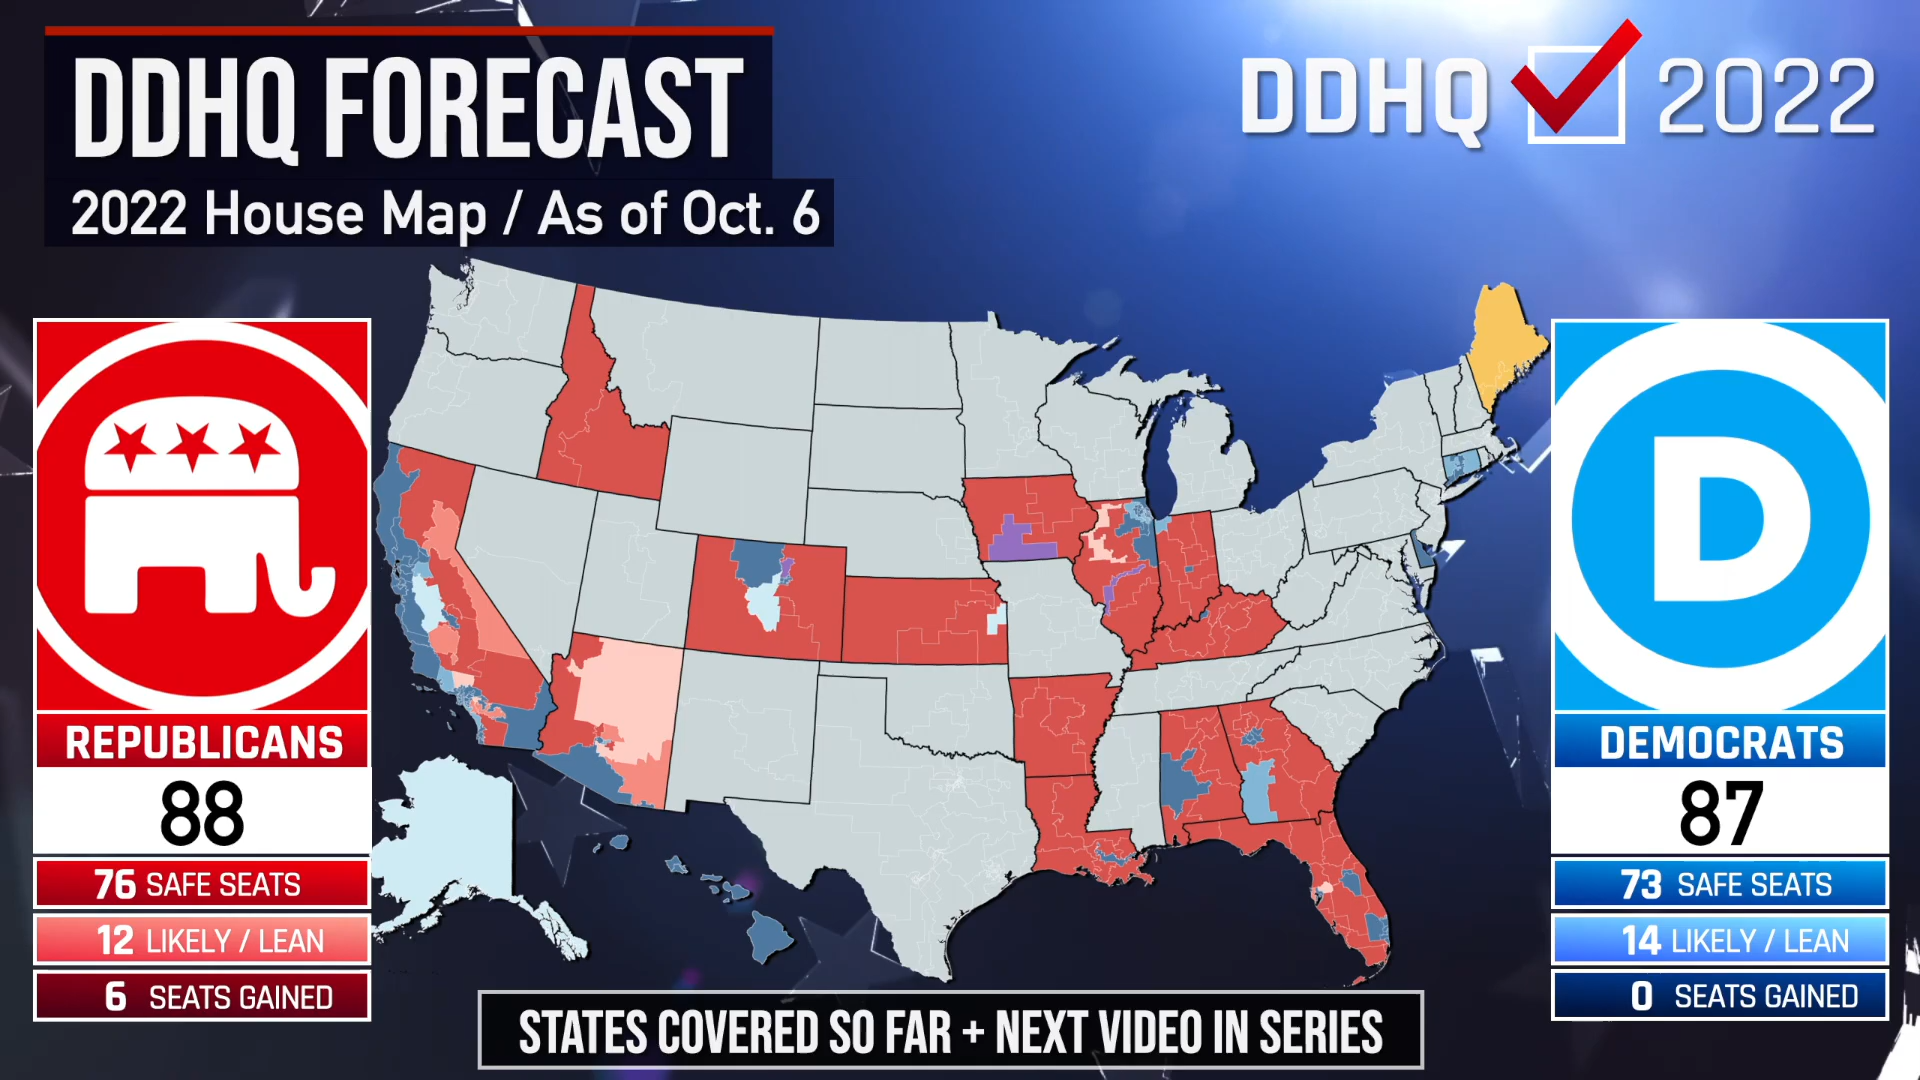 DDHQ FORECAST
2022 House Map / As of Oct. 6
DDHQ 2022
REPUBLICANS
88
76 SAFE SEATS
12 LIKELY / LEAN
6 SEATS GAINED
D
DEMOCRATS
87
73 SAFE SEATS
14 LIKELY / LEAN
0 SEATS GAINED
STATES COVERED SO FAR + NEXT VIDEO IN SERIES